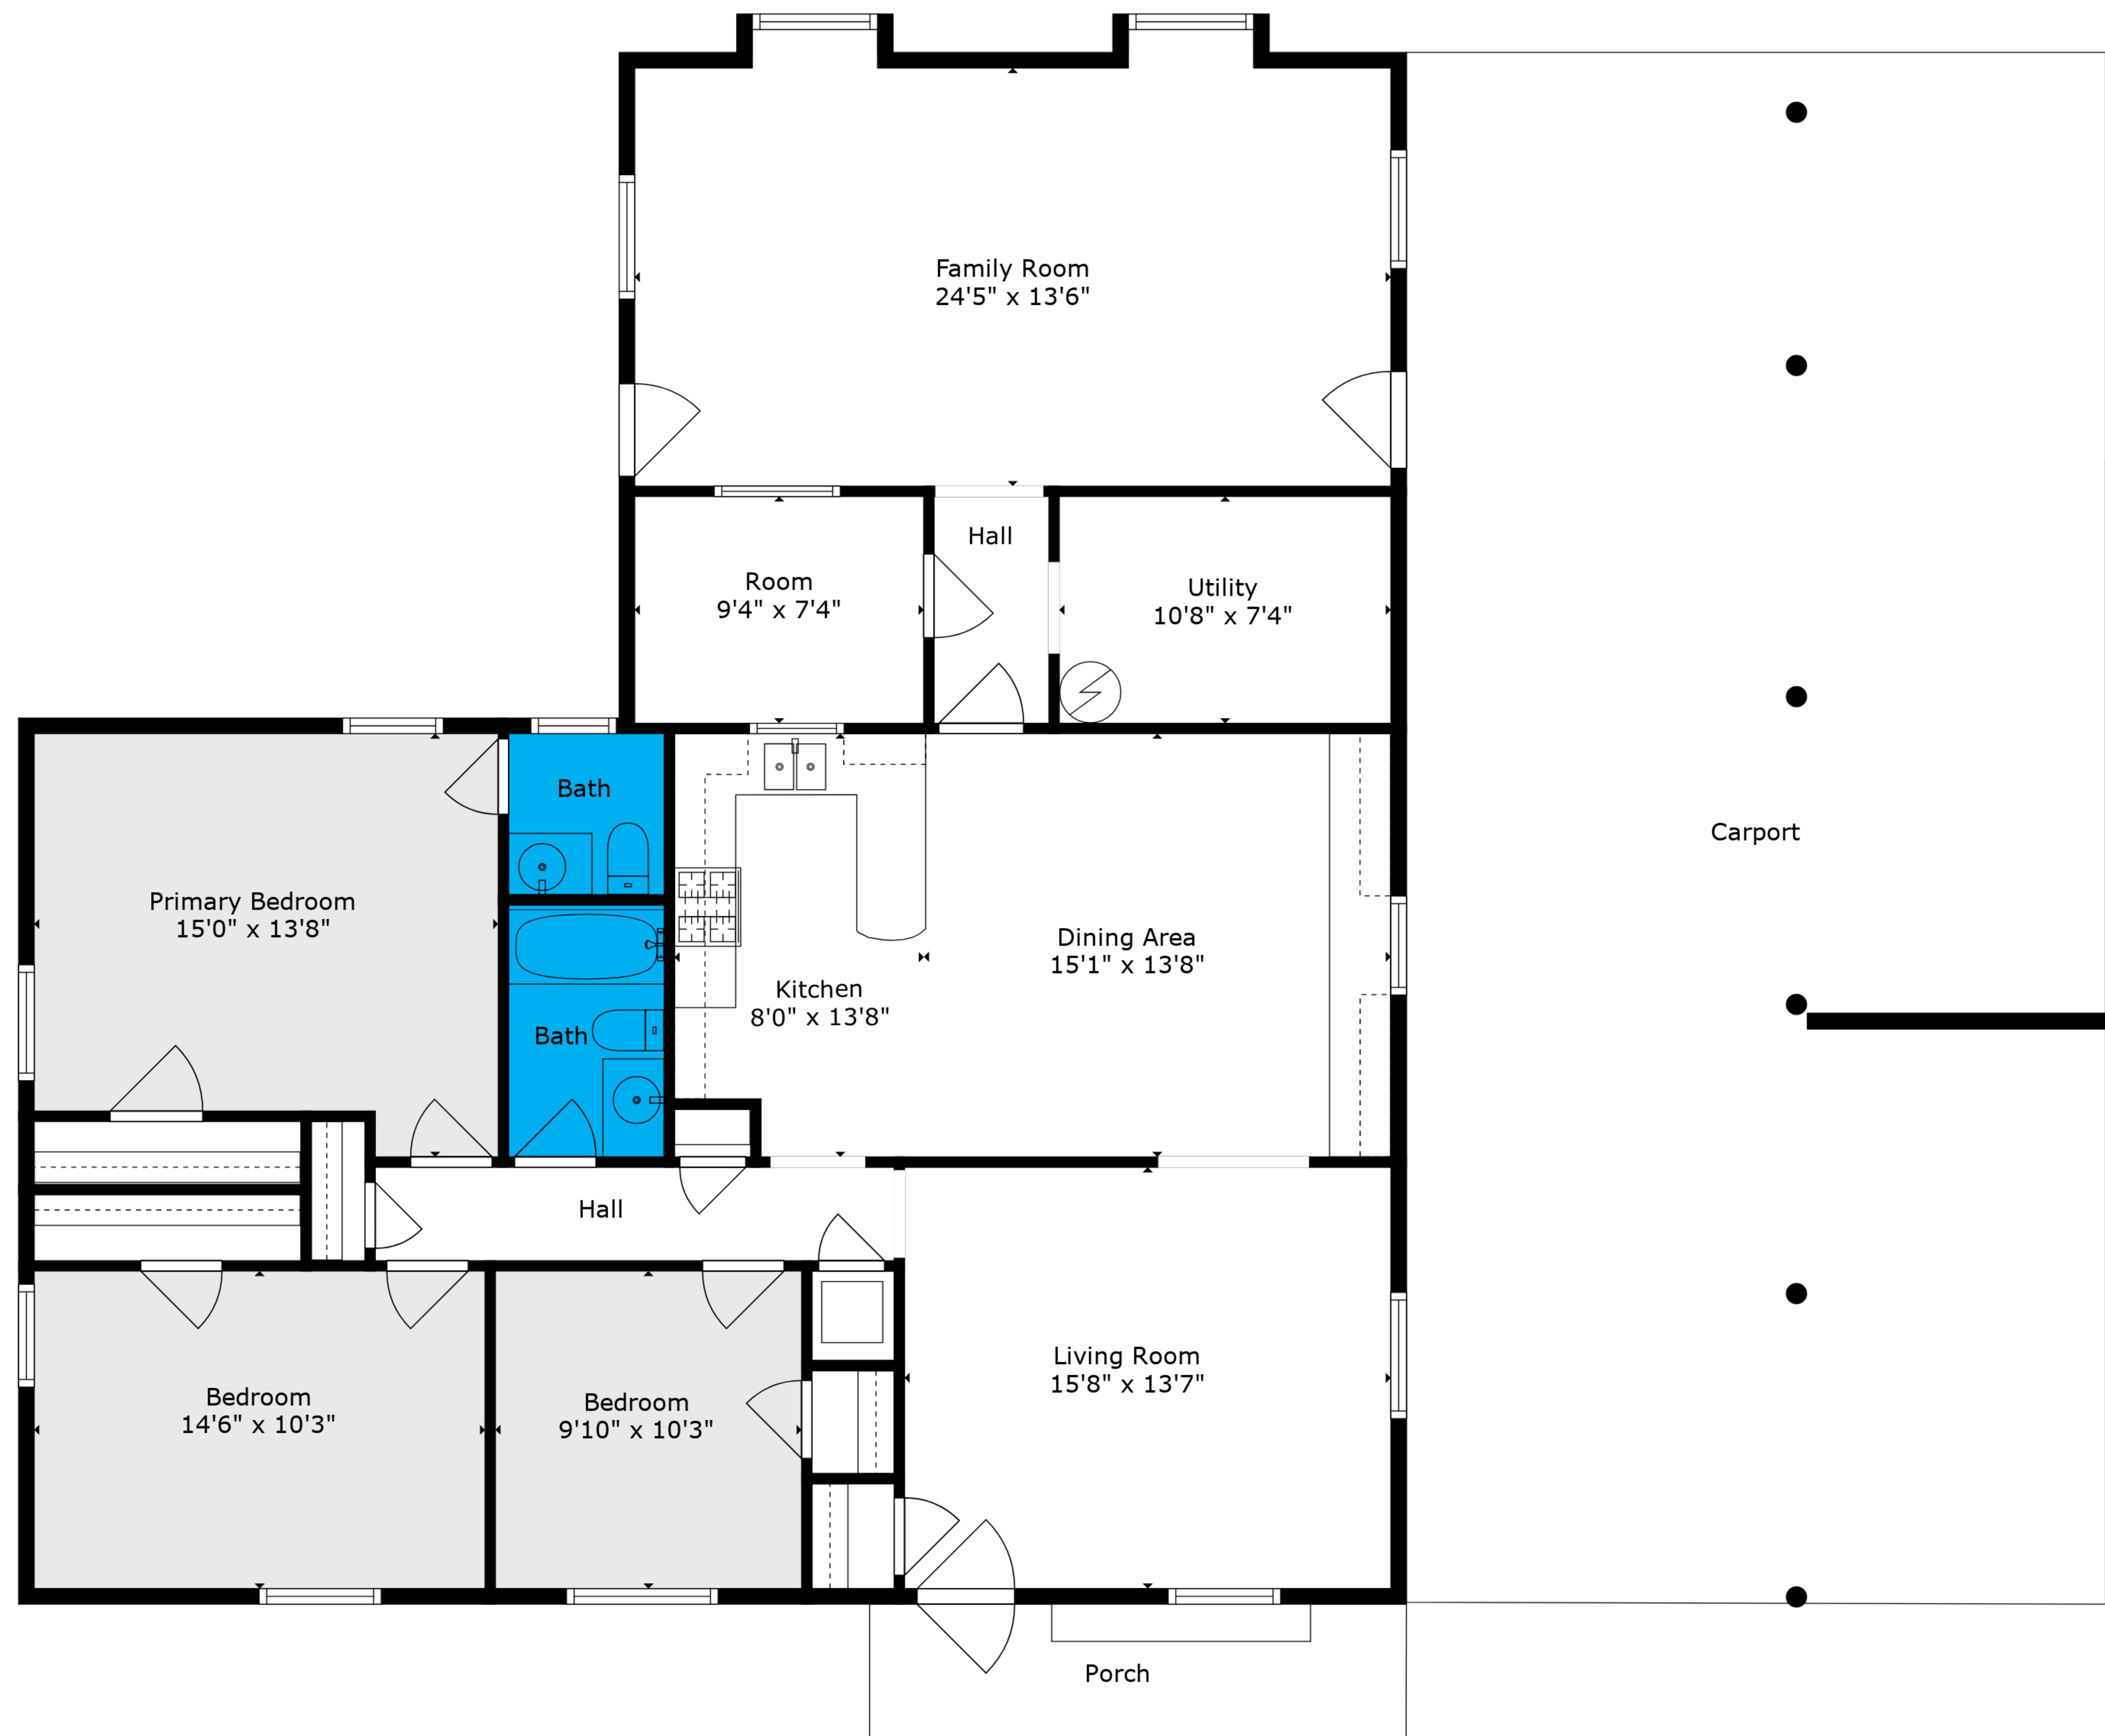 Family Room
24'5" x 13'6"
Hall
Room
9'4" x 7'4"
Utility
10'8" x 7'4"
Bath
Carport
Primary Bedroom
15'0" x 13'8"
Dining Area
15'1" x 13'8"
Kitchen
8'0" x 13'8"
Bath
Hall
Living Room
15'8" x 13'7"
Bedroom
14'6" x 10'3"
Bedroom
9'10" x 10'3"
Porch